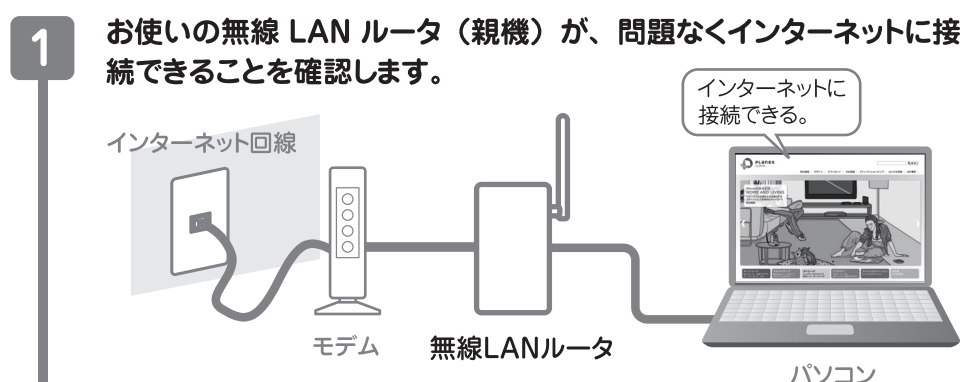 1
お使いの無線 LAN ルータ（親機）が、問題なくインターネットに接
続できることを確認します。
インターネットに
接続できる。
インターネット回線
PLANEX
HOME AND LIVING
モデム
無線LANルータ
パソコン